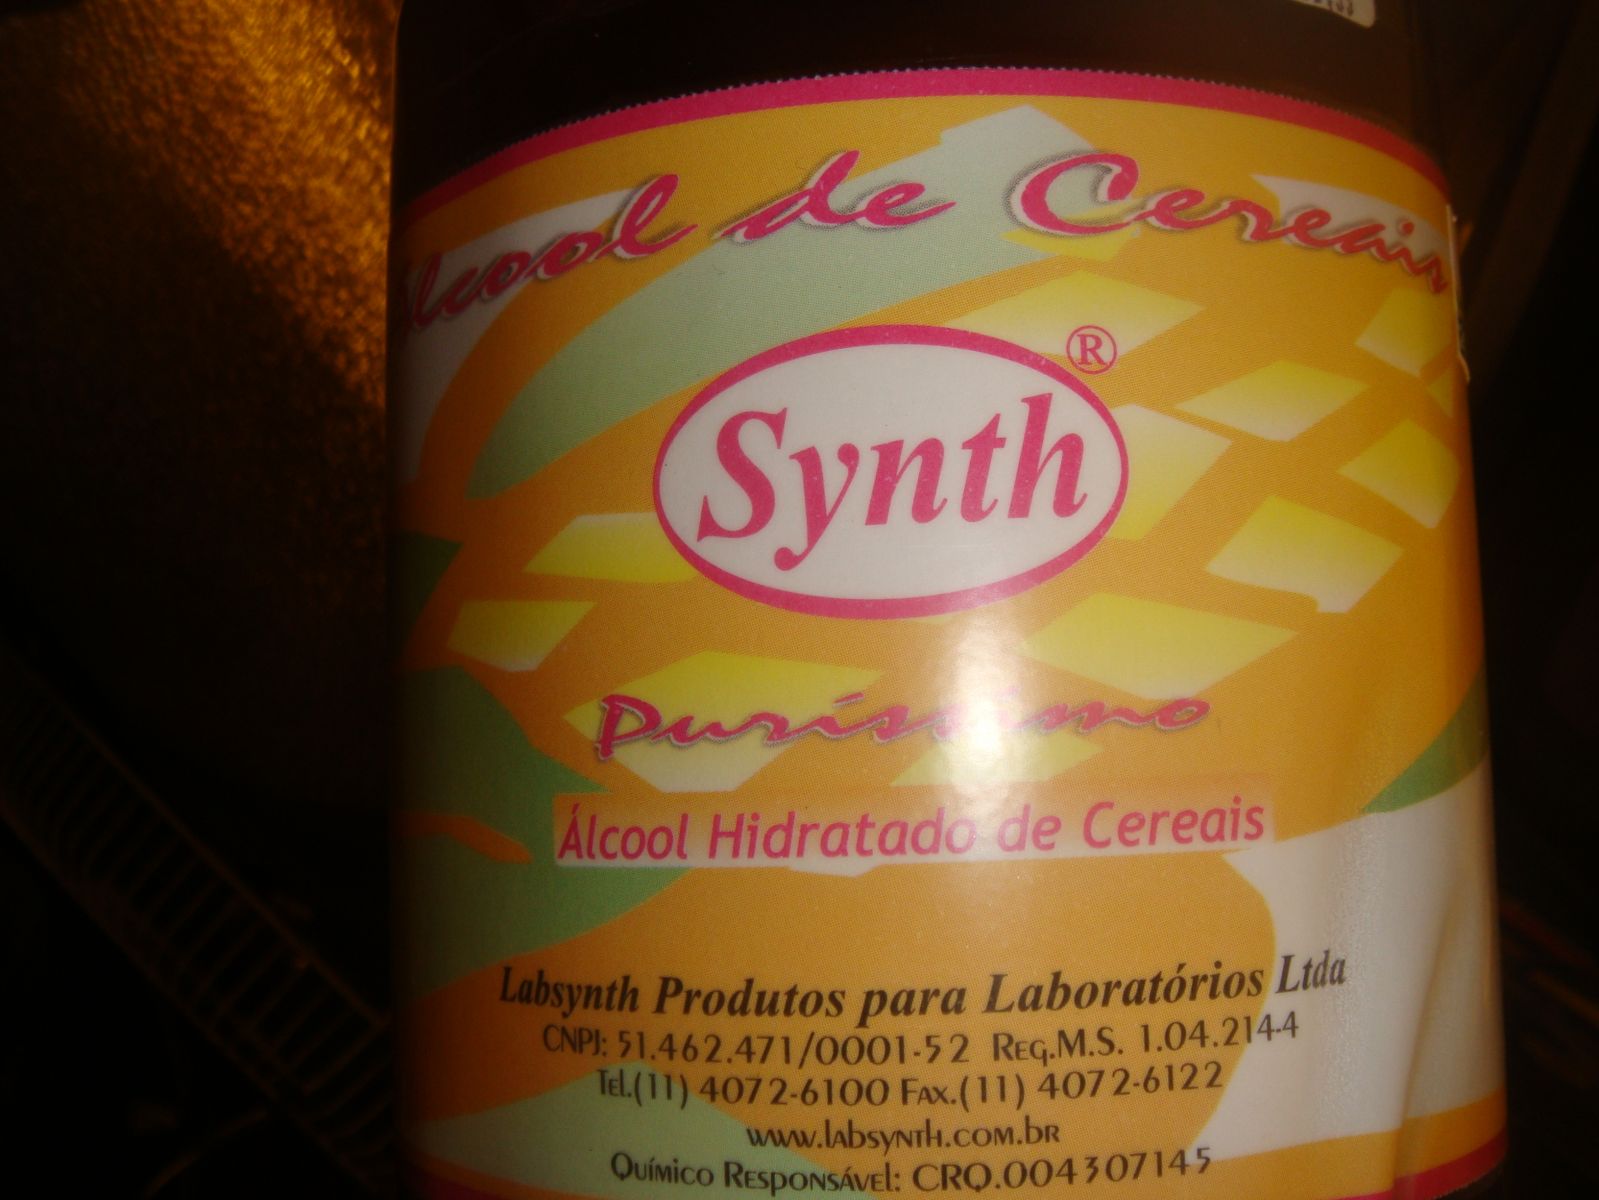 Álcool de Cereais
Synth®
Puríssimo
Álcool Hidratado de Cereais
Labsynth Produtos para Laboratórios Ltda
CNPJ: 51.462.471/0001-52 Reg.M.S. 1.04.214-4
Tel.(11) 4072-6100 Fax.(11) 4072-6122
www.labsynth.com.br
Químico Responsável: CRQ.004307145